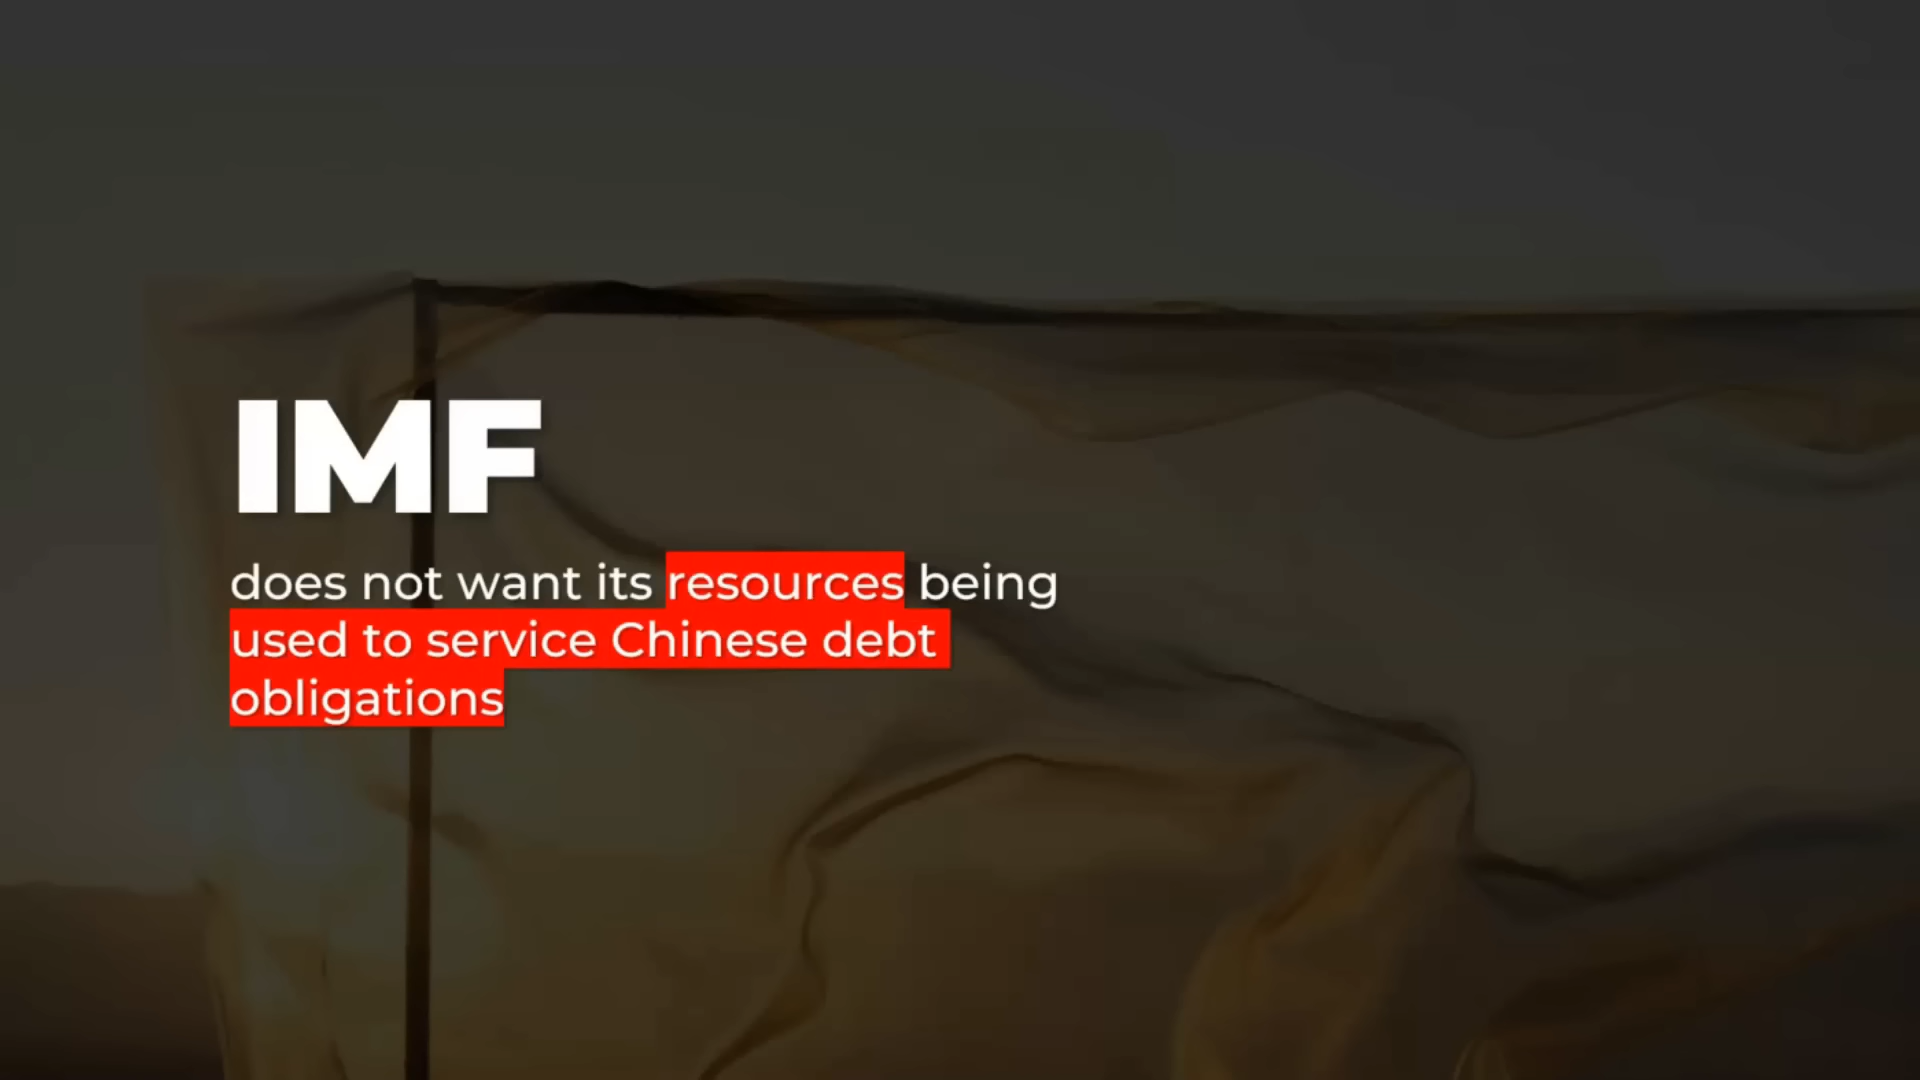 IMF
does not want its resources being
used to service Chinese debt
obligations